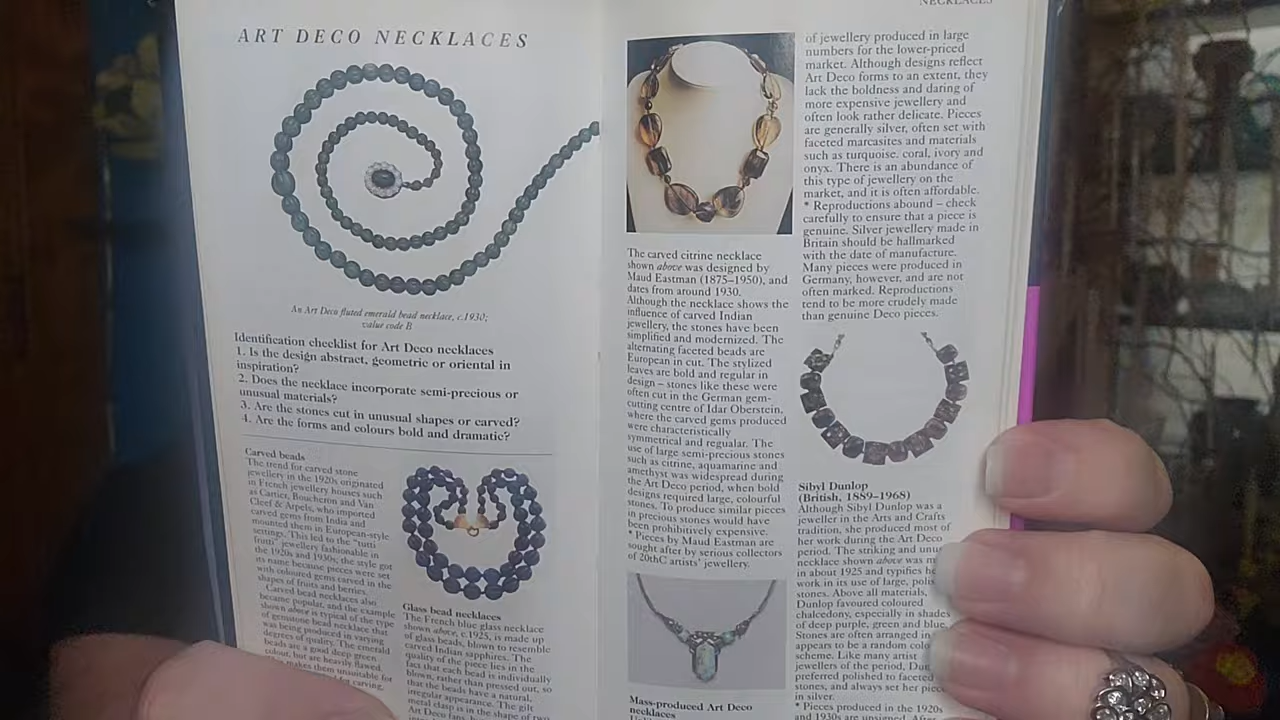 ART DECO NECKLACES
An Art Deco fluted emerald bead necklace, c.1930;
value code B
Identification checklist for Art Deco necklaces
1. Is the design abstract, geometric or oriental in
inspiration?
2. Does the necklace incorporate semi-precious or
unusual materials?
3. Are the stones cut in unusual shapes or carved?
4. Are the forms and colours bold and dramatic?
Carved beads
The trend for carved stone
jewellery in the 1920s originated
in French jewellery houses such
as Cartier, Boucheron and Van
Cleef & Arpels, who imported
carved gems from India and
mounted them in European-style
settings. This led to the "tutti
frutti" jewellery fashionable in
the 1920s and 1930s; the style got
its name because pieces were set
with coloured gems carved in the
shapes of fruits and berries.
Carved bead necklaces also
became popular, and the example
shown above is typical of the type
of gemstone bead necklace that
was being produced in varying
degrees of quality. The emerald
beads are a good deep green
colour, but are heavily flawed
makes them unsuitable for
carving,
Glass bead necklaces
The French blue glass necklace
shown above, c.1925, is made up
of glass beads, blown to resemble
carved Indian sapphires. The
quality of the piece lies in the
fact that each bead is individually
blown, rather than pressed out, so
that the beads have a natural,
irregular appearance. The gilt
metal clasp is in the shape of two
Art Deco fans,
The carved citrine necklace
shown above was designed by
Maud Eastman (1875–1950), and
dates from around 1930.
Although the necklace shows the
influence of carved Indian
jewellery, the stones have been
simplified and modernized. The
alternating faceted beads are
European in cut. The stylized
leaves are bold and regular in
design – stones like these were
often cut in the German gem-
cutting centre of Idar Oberstein,
where the carved gems produced
were characteristically
symmetrical and regualar. The
use of large semi-precious stones
such as citrine, aquamarine and
amethyst was widespread during
the Art Deco period, when bold
designs required large, colourful
stones. To produce similar pieces
in precious stones would have
been prohibitively expensive.
* Pieces by Maud Eastman are
sought after by serious collectors
of 20thC artists' jewellery.
Mass-produced Art Deco
necklaces
NECKLACES
of jewellery produced in large
numbers for the lower-priced
market. Although designs reflect
Art Deco forms to an extent, they
lack the boldness and daring of
more expensive jewellery and
often look rather delicate. Pieces
are generally silver, often set with
faceted marcasites and materials
such as turquoise, coral, ivory and
onyx. There is an abundance of
this type of jewellery on the
market, and it is often affordable.
* Reproductions abound – check
carefully to ensure that a piece is
genuine. Silver jewellery made in
Britain should be hallmarked
with the date of manufacture.
Many pieces were produced in
Germany, however, and are not
often marked. Reproductions
tend to be more crudely made
than genuine Deco pieces.
Sibyl Dunlop
(British, 1889–1968)
Although Sibyl Dunlop was a
jeweller in the Arts and Crafts
tradition, she produced most of
her work during the Art Deco
period. The striking and unu
necklace shown above was m
in about 1925 and typifies he
work in its use of large, polis
stones. Above all materials,
Dunlop favoured coloured
chalcedony, especially in shades
of deep purple, green and blue.
Stones are often arranged in
appears to be a random colo
scheme. Like many artist
jewellers of the period, Du
preferred polished to faceted
stones, and always set her piec
in silver.
* Pieces produced in the 1920s
and 1930s are unsigned.